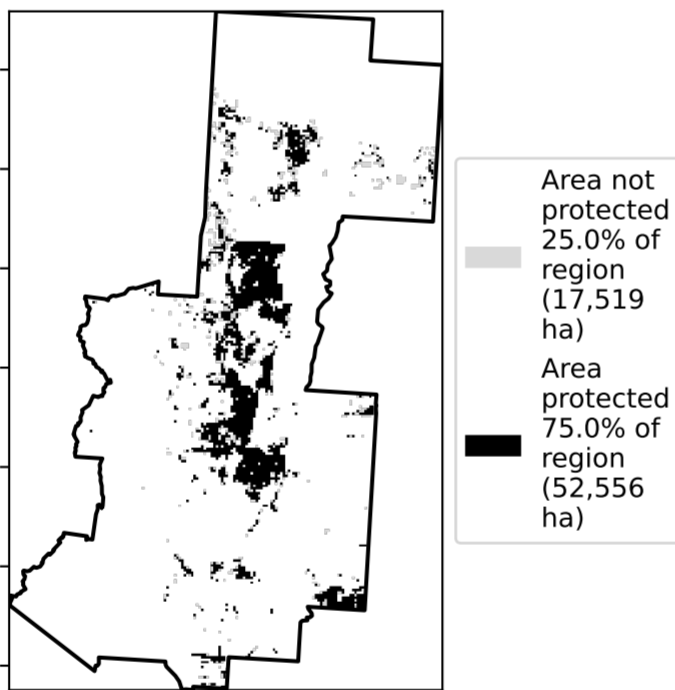 Area not
protected
25.0% of
region
(17,519
ha)
Area
protected
75.0% of
region
(52,556
ha)